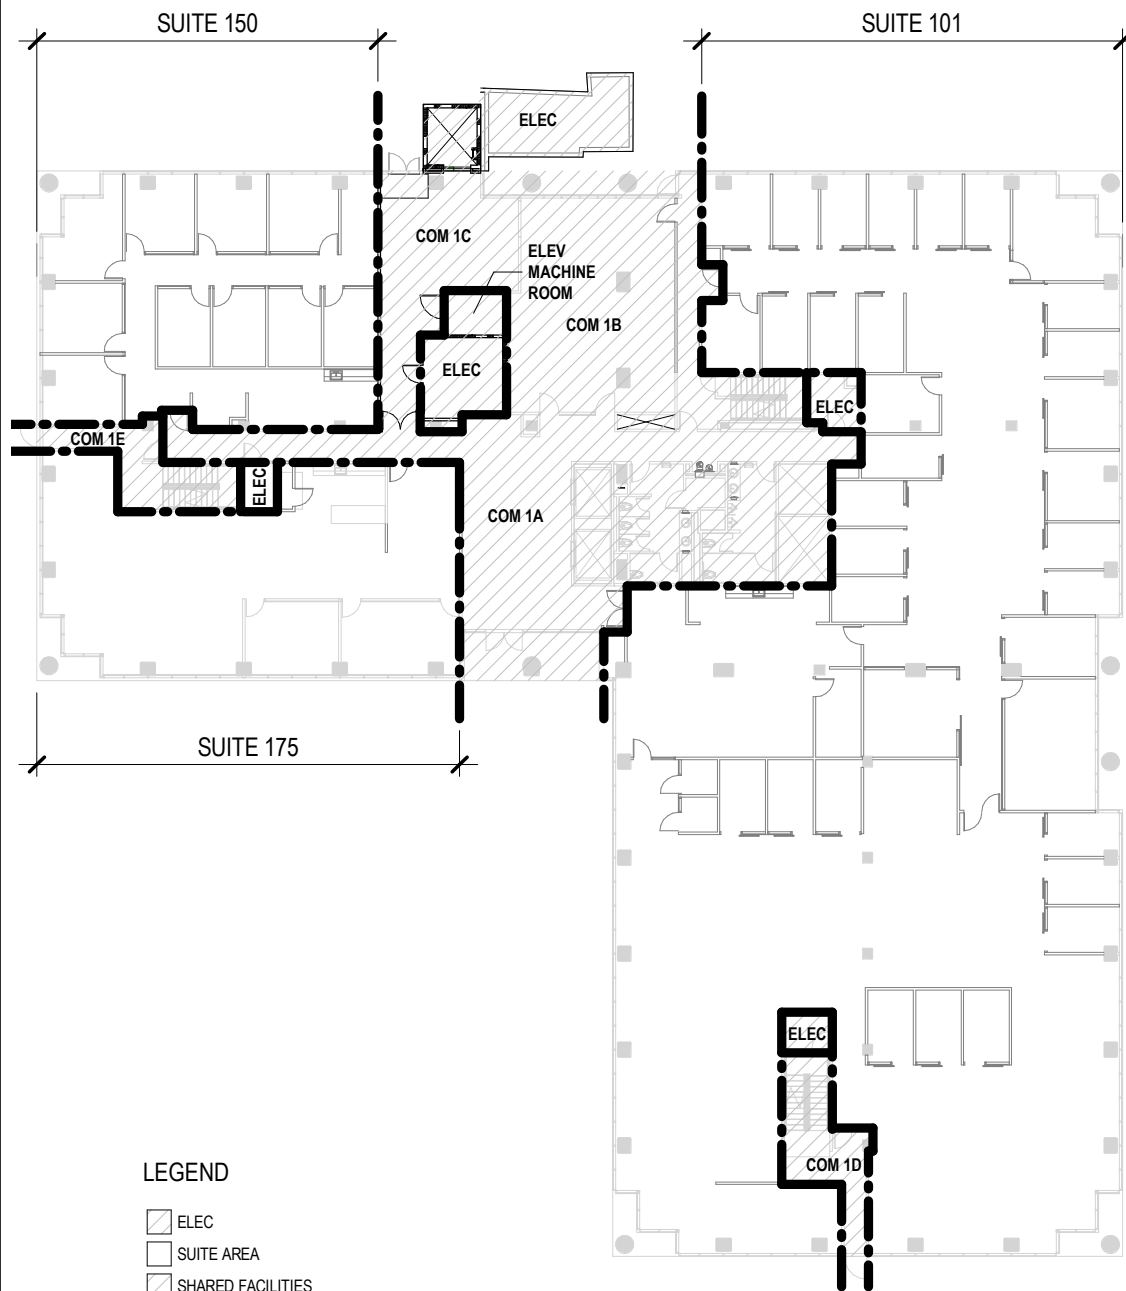 SUITE 150
SUITE 101
ELEC
COM 1C
ELEV
MACHINE
ROOM
COM 1B
ELEC
ELEC
COM 1E
ELEC
COM 1A
SUITE 175
ELEC
COM 1D
LEGEND
ELEC
SUITE AREA
SHARED FACILITIES